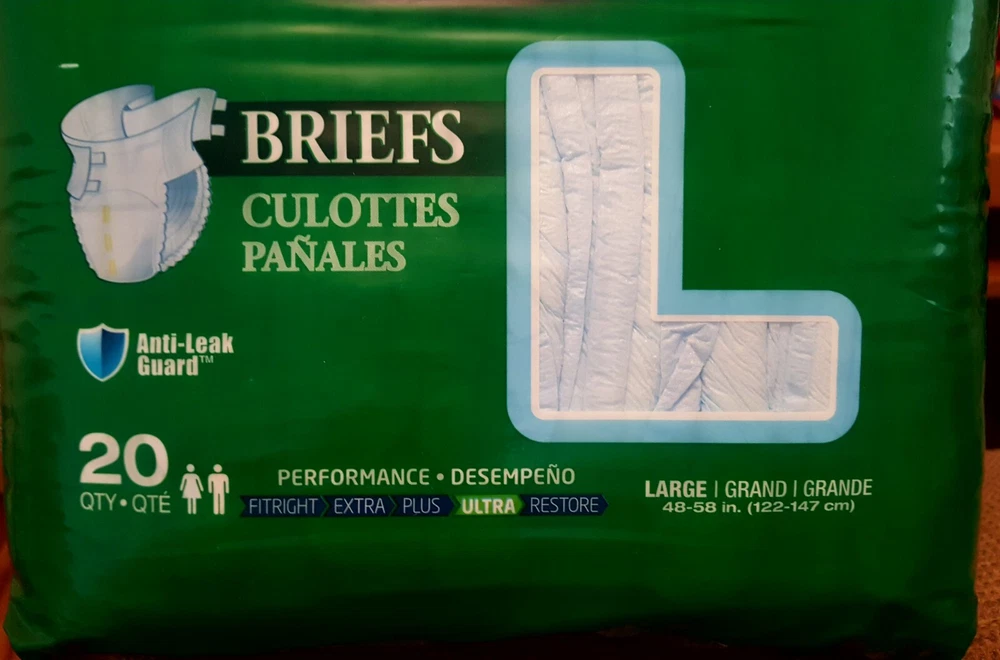 BRIEFS
CULOTTES
PAÑALES
L
Anti-Leak
Guard™
20
QTY • QTÉ
PERFORMANCE • DESEMPEÑO
FITRIGHT EXTRA PLUS ULTRA RESTORE
LARGE | GRAND | GRANDE
48-58 in. (122-147 cm)